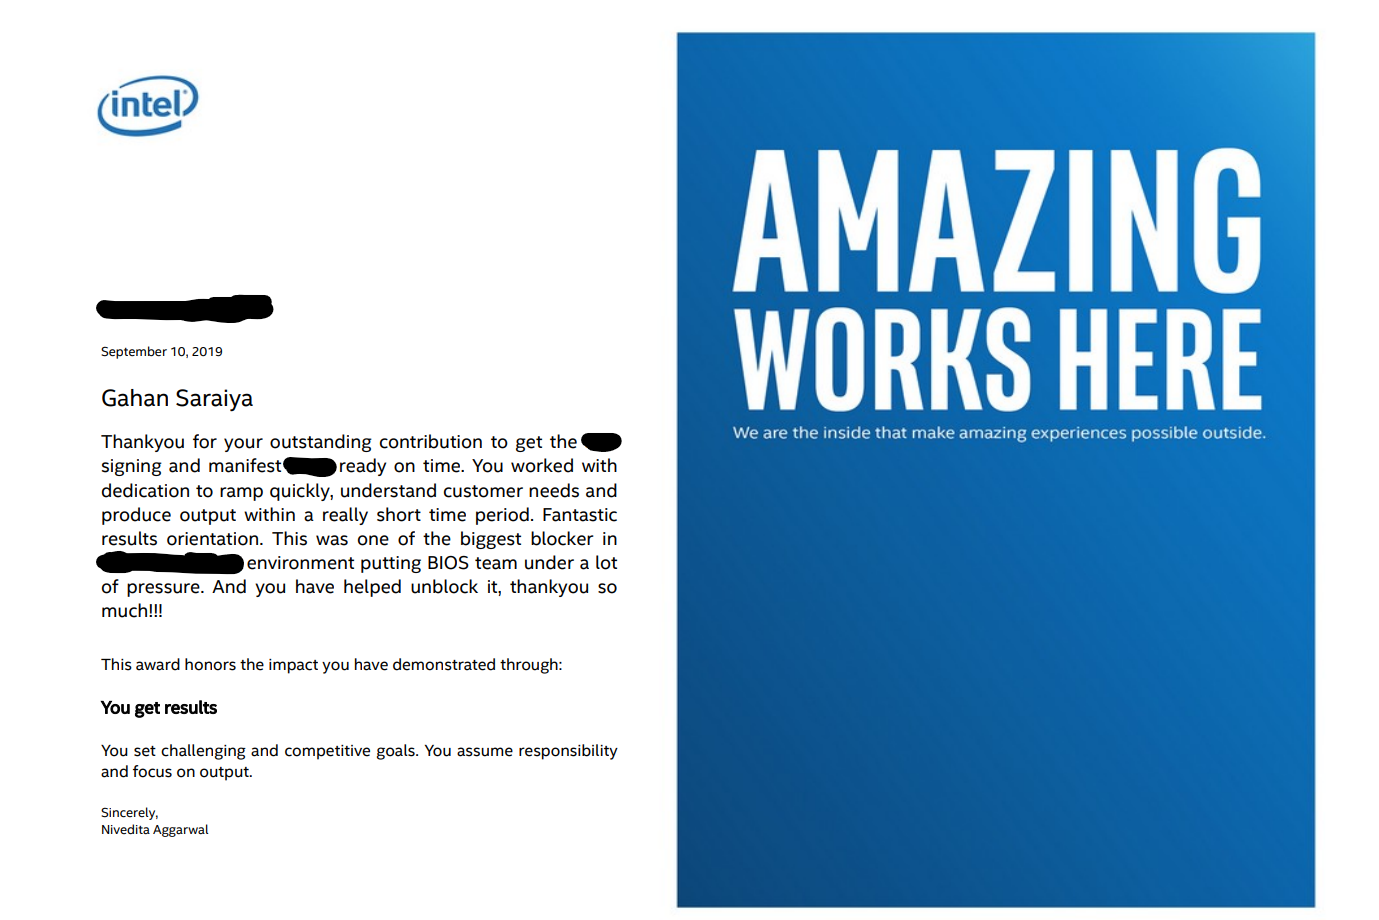 intel
September 10, 2019
Gahan Saraiya
Thankyou for your outstanding contribution to get the
signing and manifest ready on time. You worked with
dedication to ramp quickly, understand customer needs and
produce output within a really short time period. Fantastic
results orientation. This was one of the biggest blocker in
environment putting BIOS team under a lot
of pressure. And you have helped unblock it, thankyou so
much!!!
This award honors the impact you have demonstrated through:
You get results
You set challenging and competitive goals. You assume responsibility
and focus on output.
Sincerely,
Nivedita Aggarwal
AMAZING
WORKS HERE
We are the inside that make amazing experiences possible outside.